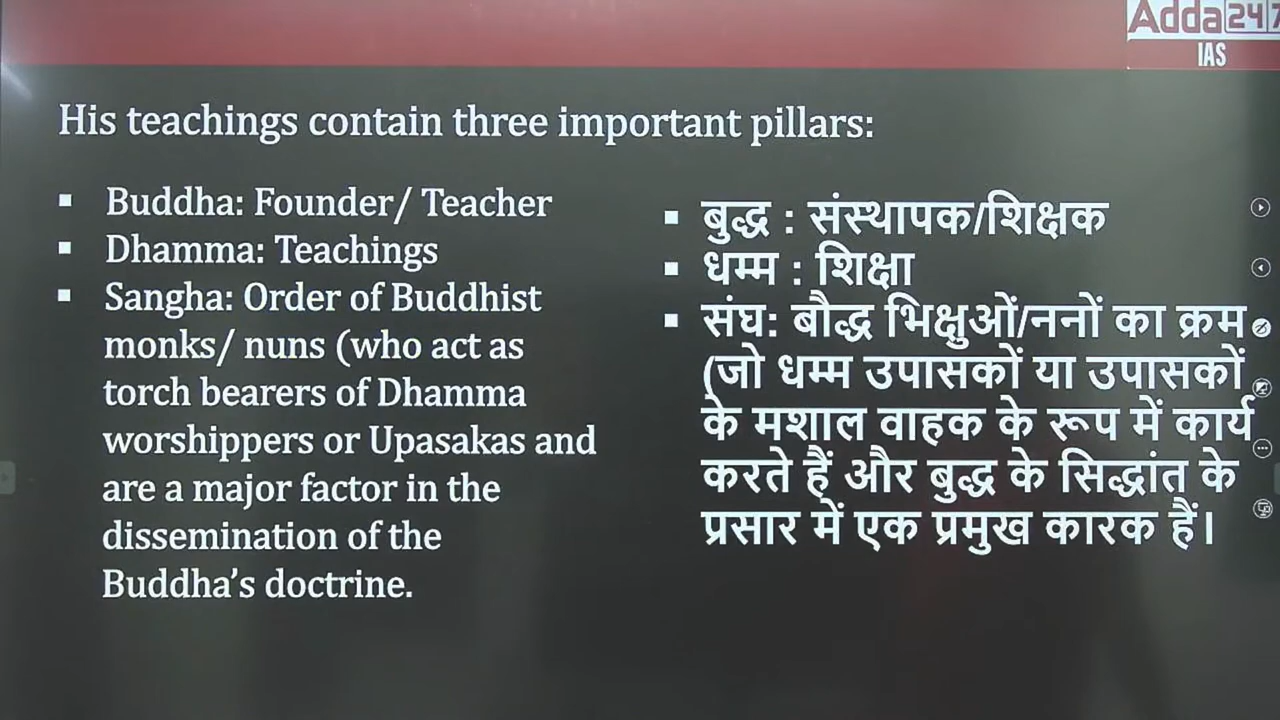 Adda247
IAS
His teachings contain three important pillars:
▪ Buddha: Founder/ Teacher
▪ Dhamma: Teachings
▪ Sangha: Order of Buddhist
monks/ nuns (who act as
torch bearers of Dhamma
worshippers or Upasakas and
are a major factor in the
dissemination of the
Buddha's doctrine.
▪ बुद्ध : संस्थापक/शिक्षक
▪ धम्म : शिक्षा
▪ संघ: बौद्ध भिक्षुओं/ननों का क्रम
(जो धम्म उपासकों या उपासकों
के मशाल वाहक के रूप में कार्य
करते हैं और बुद्ध के सिद्धांत के
प्रसार में एक प्रमुख कारक हैं।